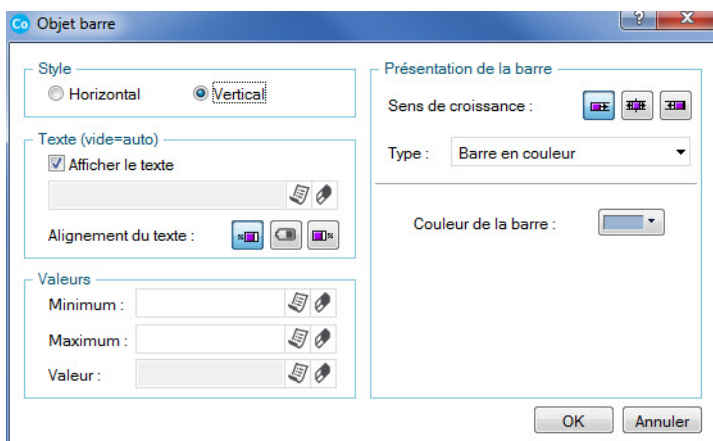 Co Objet barre
?
X
Style
Horizontal
Vertical
Texte (vide=auto)
Afficher le texte
Alignement du texte :
Valeurs
Minimum :
Maximum :
Valeur :
Présentation de la barre
Sens de croissance :
Type :
Barre en couleur
Couleur de la barre :
OK
Annuler